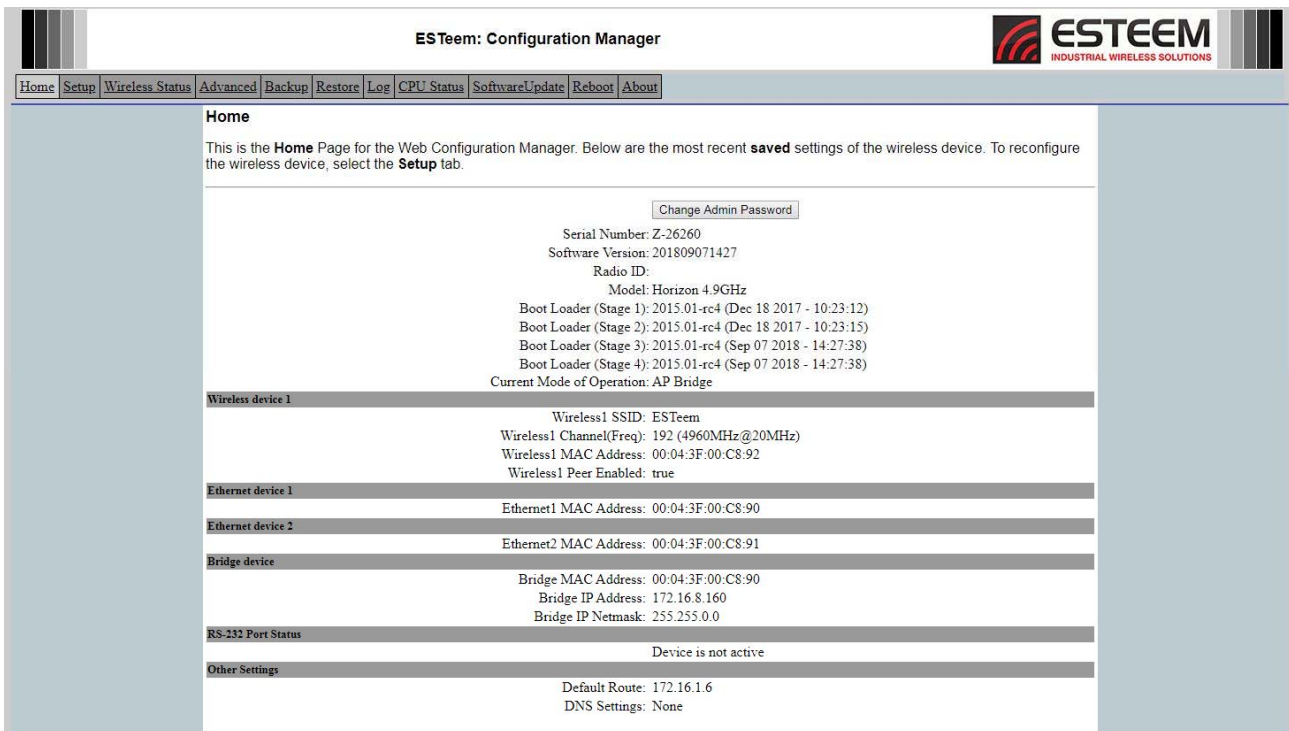 ESTeem: Configuration Manager
ESTEEM
INDUSTRIAL WIRELESS SOLUTIONS
Home Setup Wireless Status Advanced Backup Restore Log CPU Status SoftwareUpdate Reboot About
Home
This is the Home Page for the Web Configuration Manager. Below are the most recent saved settings of the wireless device. To reconfigure
the wireless device, select the Setup tab.
Change Admin Password
Serial Number: Z-26260
Software Version: 201809071427
Radio ID:
Model: Horizon 4.9GHz
Boot Loader (Stage 1): 2015.01-rc4 (Dec 18 2017 - 10:23:12)
Boot Loader (Stage 2): 2015.01-rc4 (Dec 18 2017 - 10:23:15)
Boot Loader (Stage 3): 2015.01-rc4 (Sep 07 2018 - 14:27:38)
Boot Loader (Stage 4): 2015.01-rc4 (Sep 07 2018 - 14:27:38)
Current Mode of Operation: AP Bridge
Wireless device 1
Wireless1 SSID: ESTeem
Wireless1 Channel(Freq): 192 (4960MHz@20MHz)
Wireless1 MAC Address: 00:04:3F:00:C8:92
Wireless1 Peer Enabled: true
Ethernet device 1
Ethernet1 MAC Address: 00:04:3F:00:C8:90
Ethernet device 2
Ethernet2 MAC Address: 00:04:3F:00:C8:91
Bridge device
Bridge MAC Address: 00:04:3F:00:C8:90
Bridge IP Address: 172.16.8.160
Bridge IP Netmask: 255.255.0.0
RS-232 Port Status
Device is not active
Other Settings
Default Route: 172.16.1.6
DNS Settings: None